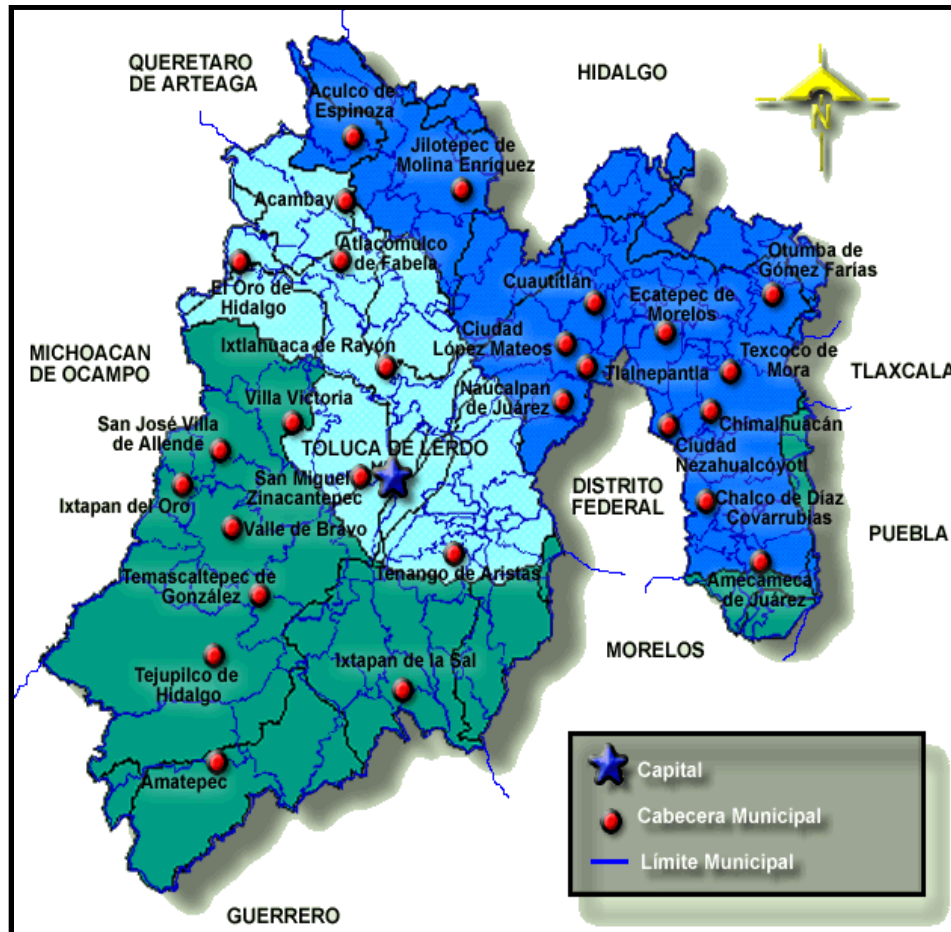 QUERETARO
DE ARTEAGA
HIDALGO
N
Aculco de
Espinoza
Jilotepec de
Molina Enríquez
Acambay
Atlacomulco
de Fabela
El Oro de
Hidalgo
Otumba de
Gómez Farías
Cuautitlán
Ecatepec de
Morelos
Ixtlahuaca de Rayón
Ciudad
López Mateos
Tlalnepantla
Texcoco de
Mora
MICHOACAN
DE OCAMPO
TLAXCALA
Naucalpan
de Juárez
Villa Victoria
San José Villa
de Allende
Chimalhuacán
Ciudad
Nezahualcóyotl
TOLUCA DE LERDO
San Miguel
Zinacantepec
Ixtapan del Oro
DISTRITO
FEDERAL
Chalco de Díaz
Covarrubias
PUEBLA
Valle de Bravo
Tenango de Aristas
Temascaltepec de
González
Amecameca
de Juárez
MORELOS
Ixtapan de la Sal
Tejupilco de
Hidalgo
Amatepec
GUERRERO
Capital
Cabecera Municipal
Límite Municipal